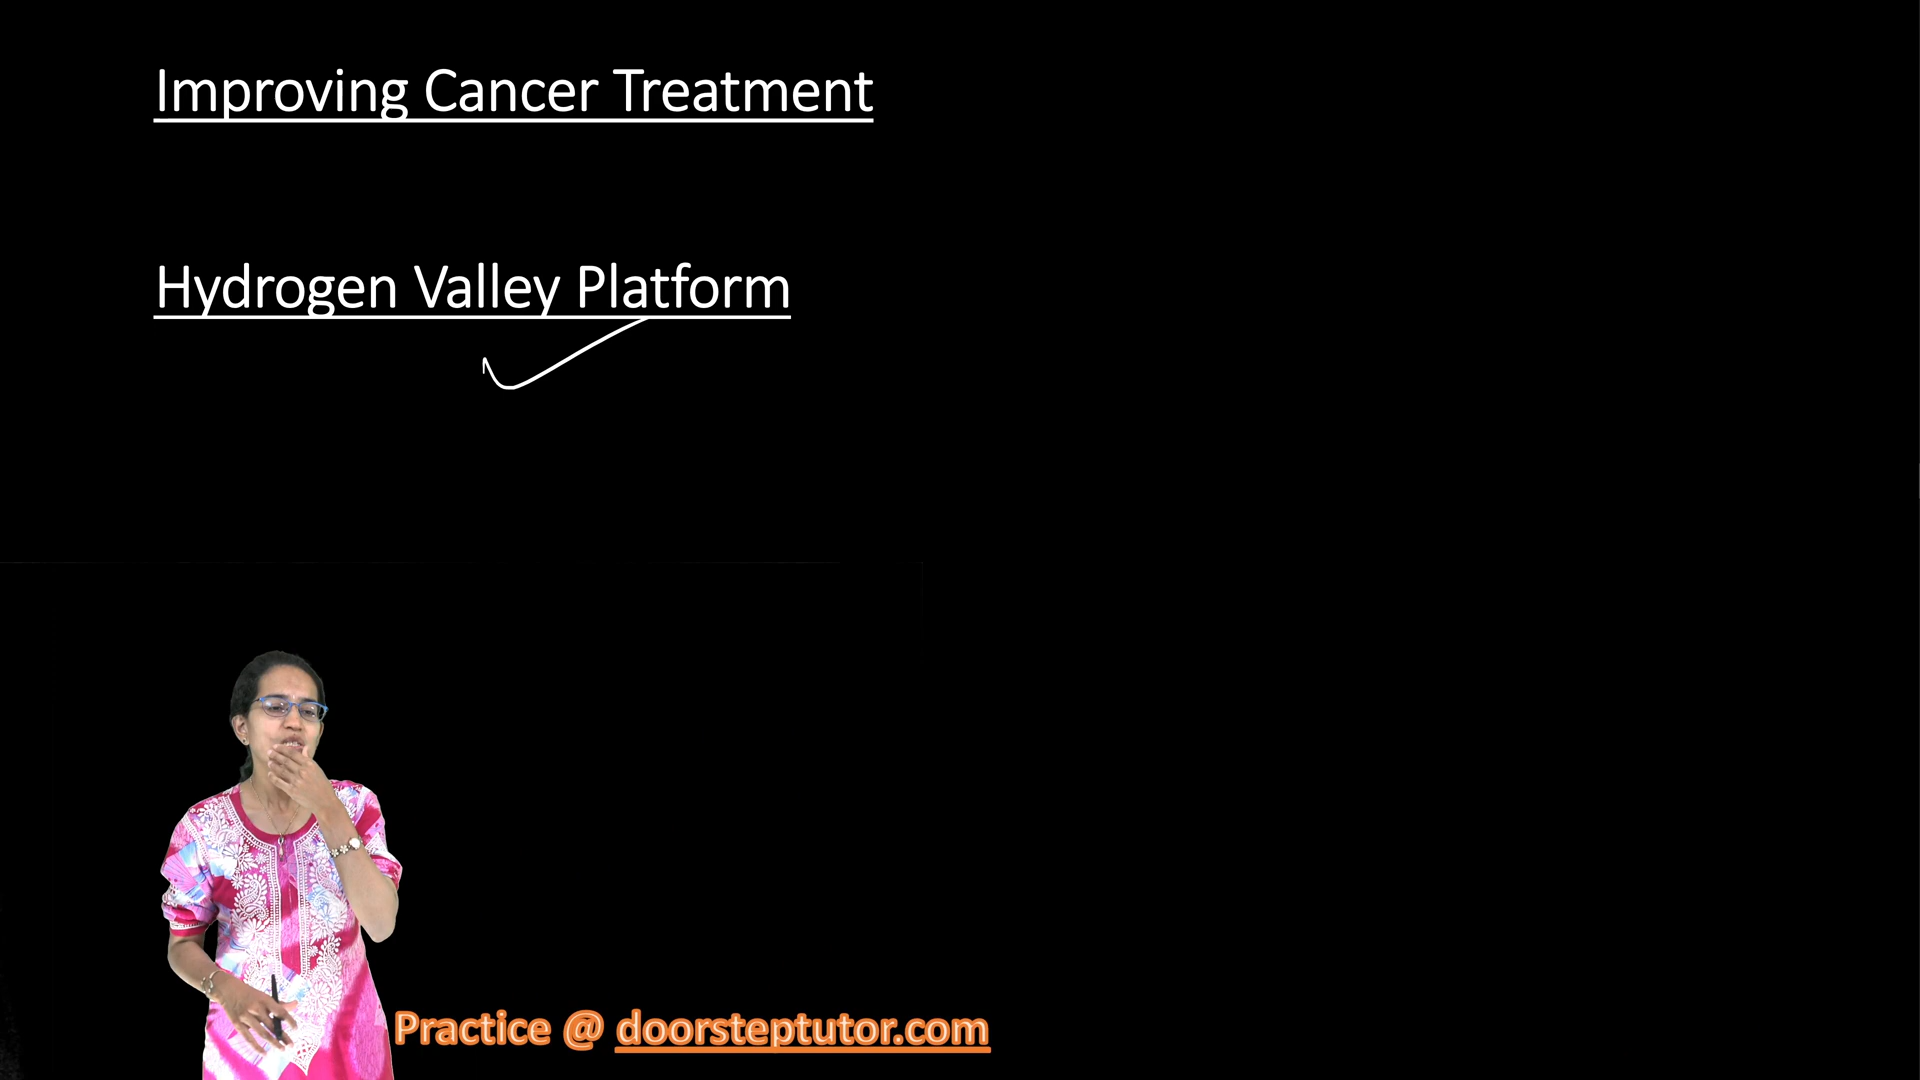 Improving Cancer Treatment
Hydrogen Valley Platform
Practice @ doorsteptutor.com